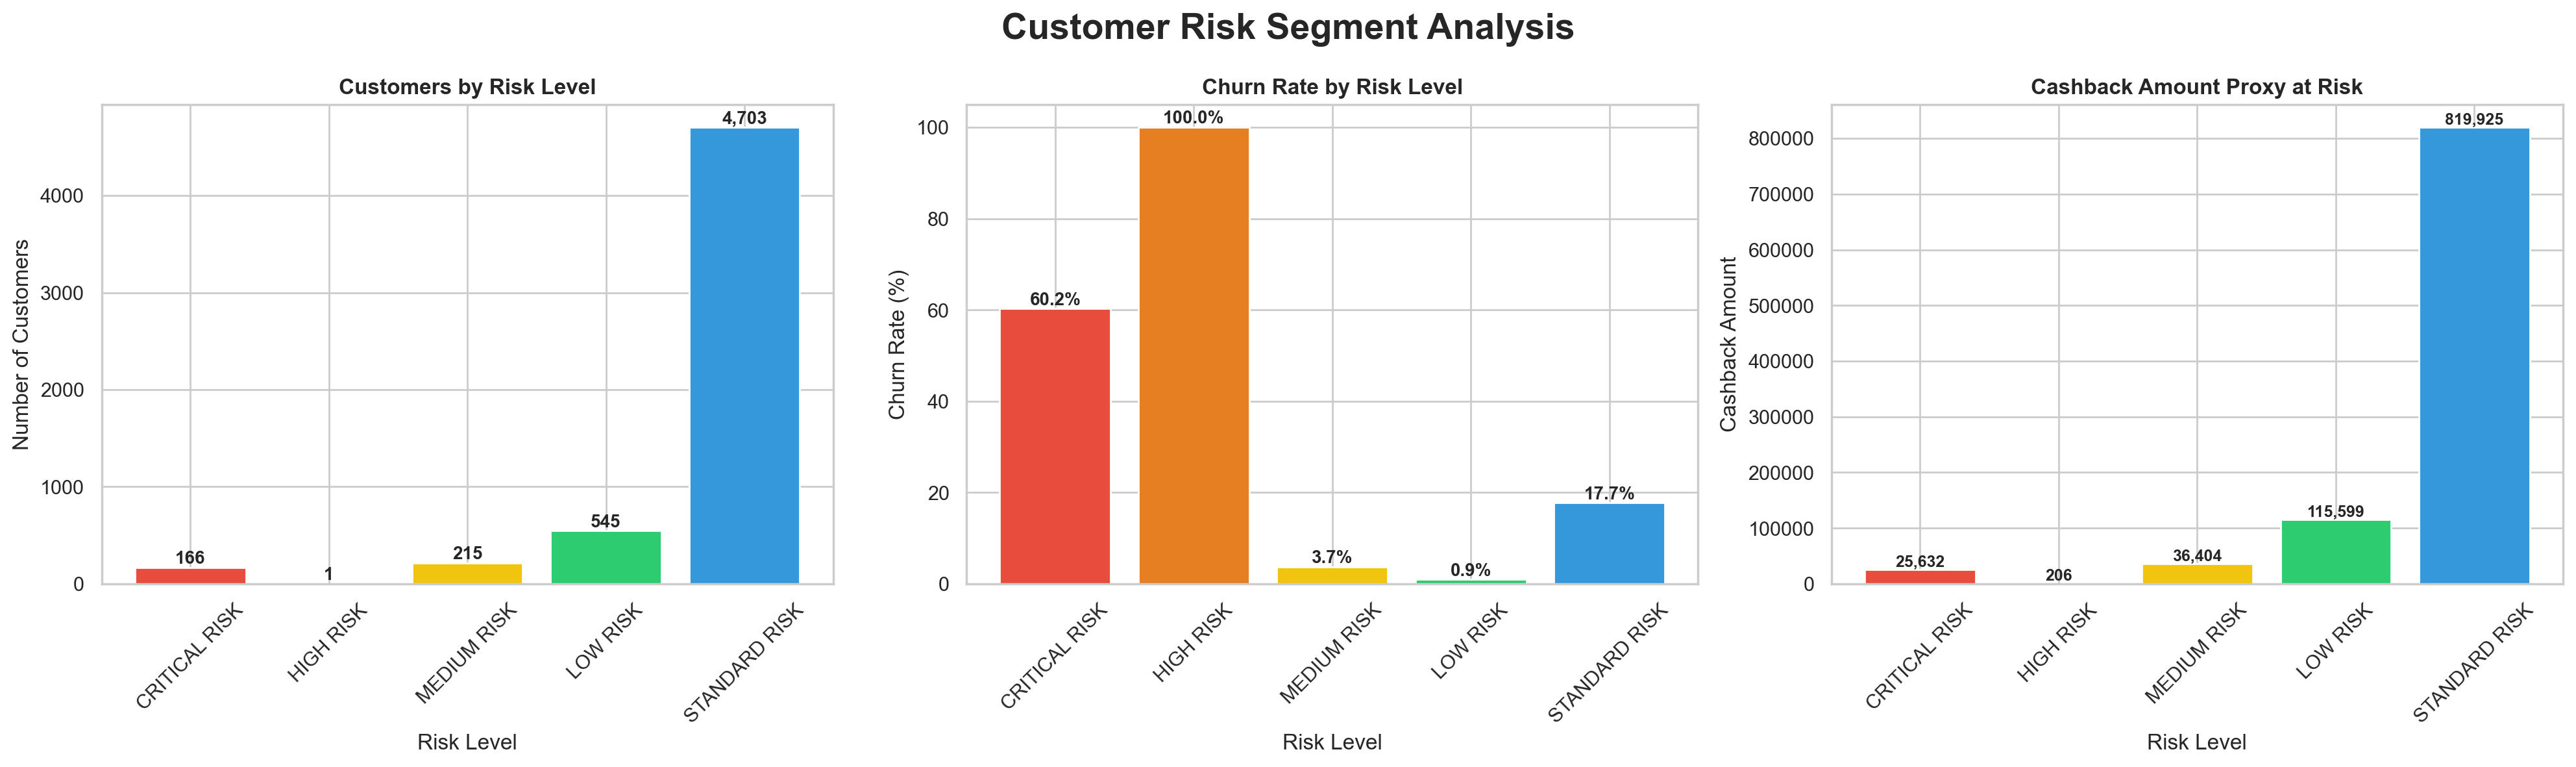 Customer Risk Segment Analysis
Customers by Risk Level
Number of Customers
4000
3000
2000
1000
0
166
1
215
545
4,703
CRITICAL RISK
HIGH RISK
MEDIUM RISK
LOW RISK
STANDARD RISK
Risk Level
Churn Rate by Risk Level
Churn Rate (%)
100
80
60
40
20
0
60.2%
100.0%
3.7%
0.9%
17.7%
CRITICAL RISK
HIGH RISK
MEDIUM RISK
LOW RISK
STANDARD RISK
Risk Level
Cashback Amount Proxy at Risk
Cashback Amount
800000
700000
600000
500000
400000
300000
200000
100000
0
25,632
206
36,404
115,599
819,925
CRITICAL RISK
HIGH RISK
MEDIUM RISK
LOW RISK
STANDARD RISK
Risk Level